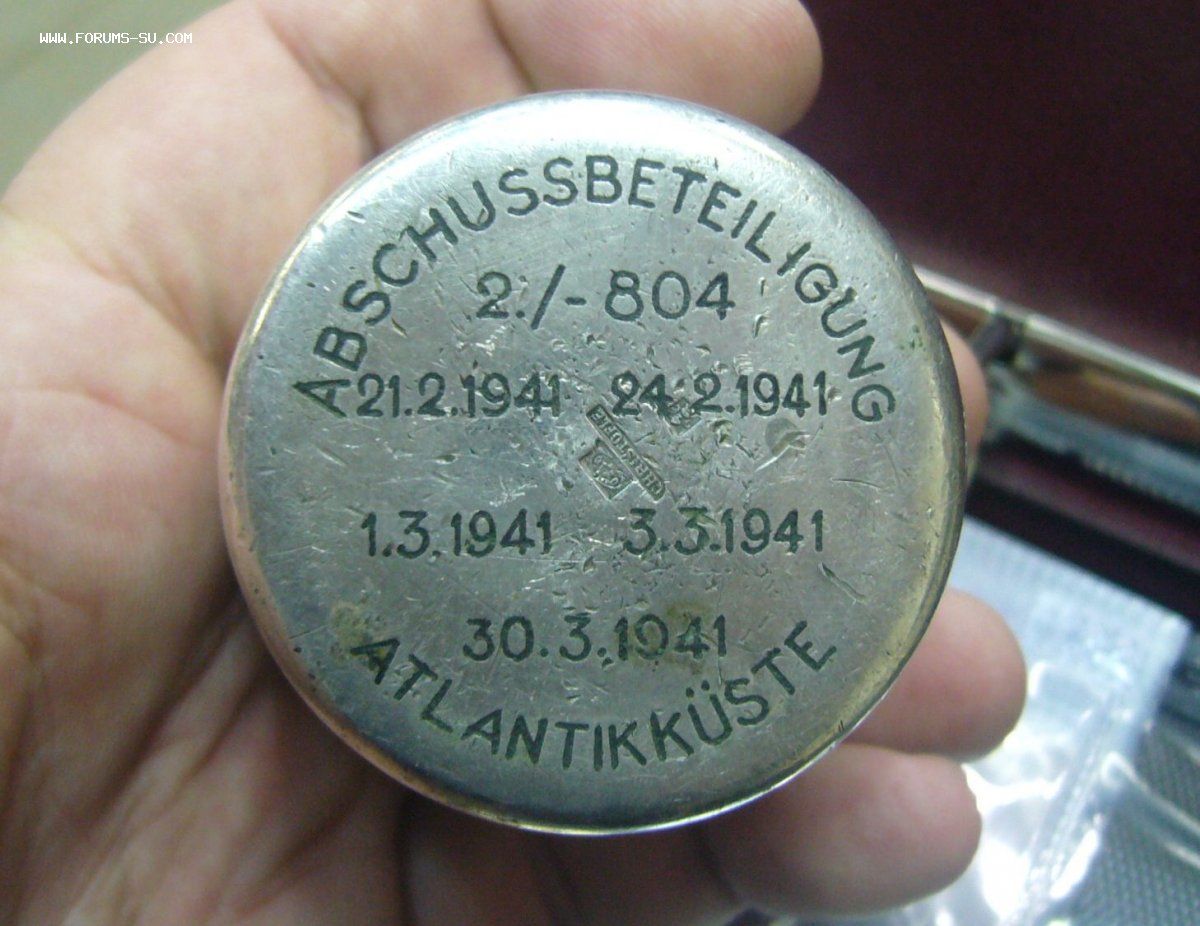 WWW.FORUMS-SU.COM
ABSCHUSSBETEILIGUNG
2./-804
21.2.1941 24.2.1941
CHRISTOFLE
1.3.1941 3.3.1941
30.3.1941
ATLANTIKKÜSTE